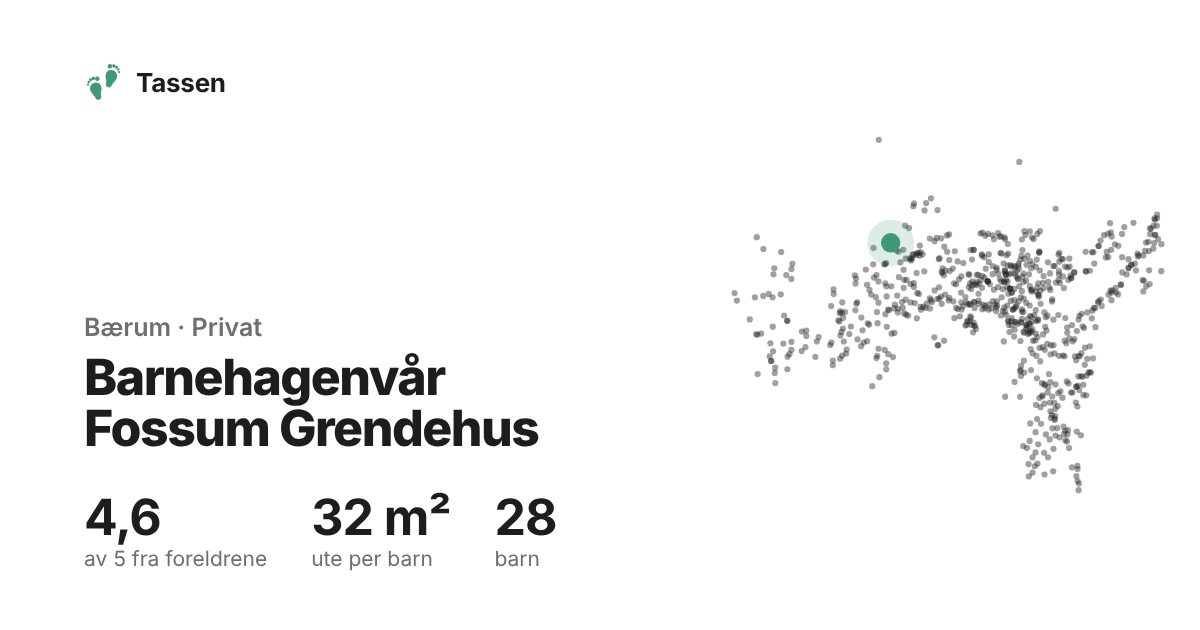 Tassen
Bærum · Privat
Barnehagenvår
Fossum Grendehus
4,6
av 5 fra foreldrene
32 m²
ute per barn
28
barn